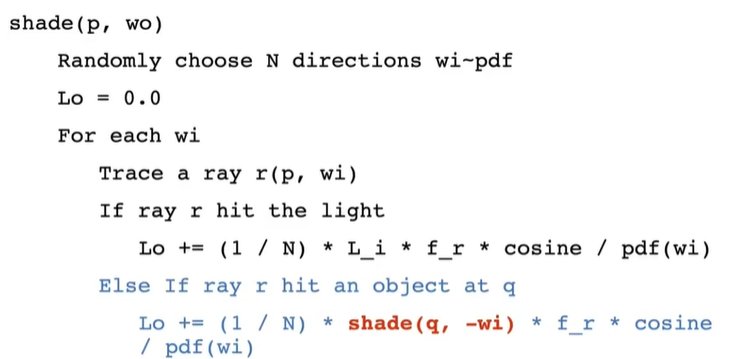 shade(p, wo)
Randomly choose N directions wi~pdf
Lo = 0.0
For each wi
Trace a ray r(p, wi)
If ray r hit the light
Lo += (1 / N) * L_i * f_r * cosine / pdf(wi)
Else If ray r hit an object at q
Lo += (1 / N) * shade(q, -wi) * f_r * cosine
/ pdf(wi)